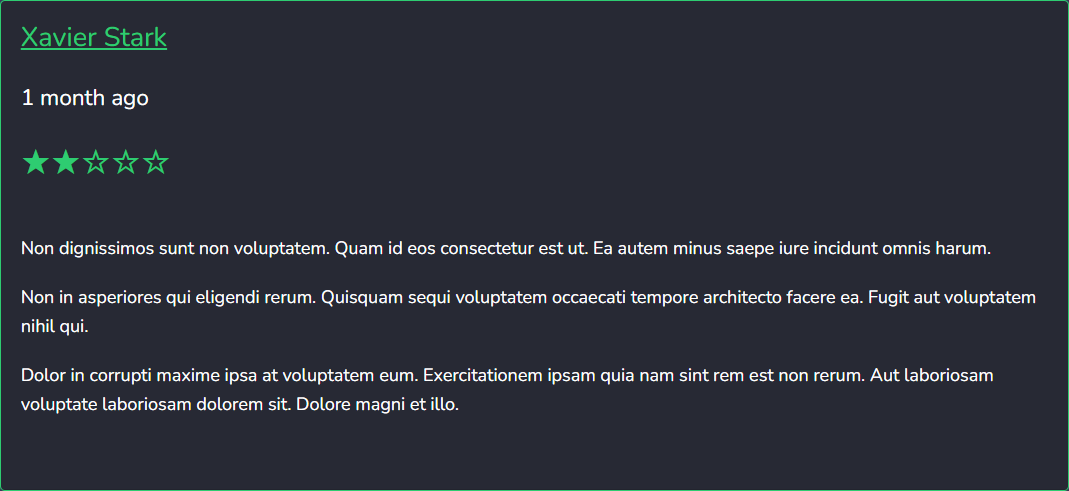 Xavier Stark
1 month ago
★★☆☆☆
Non dignissimos sunt non voluptatem. Quam id eos consectetur est ut. Ea autem minus saepe iure incidunt omnis harum.
Non in asperiores qui eligendi rerum. Quisquam sequi voluptatem occaecati tempore architecto facere ea. Fugit aut voluptatem
nihil qui.
Dolor in corrupti maxime ipsa at voluptatem eum. Exercitationem ipsam quia nam sint rem est non rerum. Aut laboriosam
voluptate laboriosam dolorem sit. Dolore magni et illo.